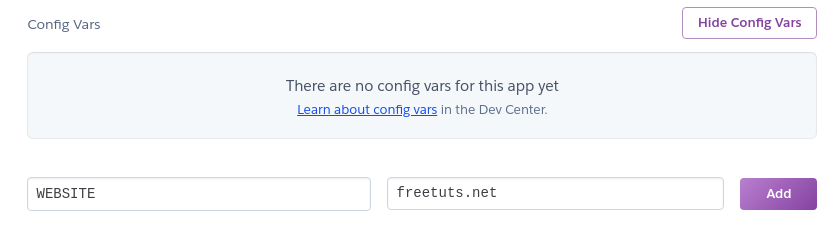 Config Vars
Hide Config Vars
There are no config vars for this app yet
Learn about config vars in the Dev Center.
WEBSITE
freetuts.net
Add